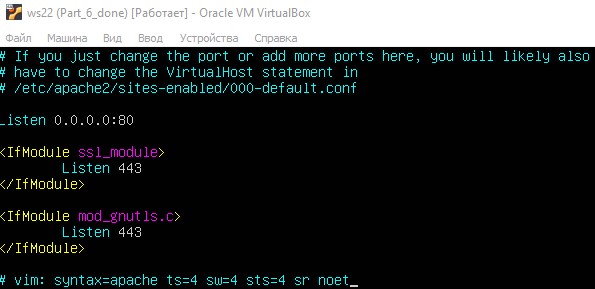 ws22 (Part_6_done) [Работает] - Oracle VM VirtualBox
Файл Машина Вид Ввод Устройства Справка
# If you just change the port or add more ports here, you will likely also
# have to change the VirtualHost statement in
# /etc/apache2/sites-enabled/000-default.conf
Listen 0.0.0.0:80
<IfModule ssl_module>
Listen 443
</IfModule>
<IfModule mod_gnutls.c>
Listen 443
</IfModule>
# vim: syntax=apache ts=4 sw=4 sts=4 sr noet